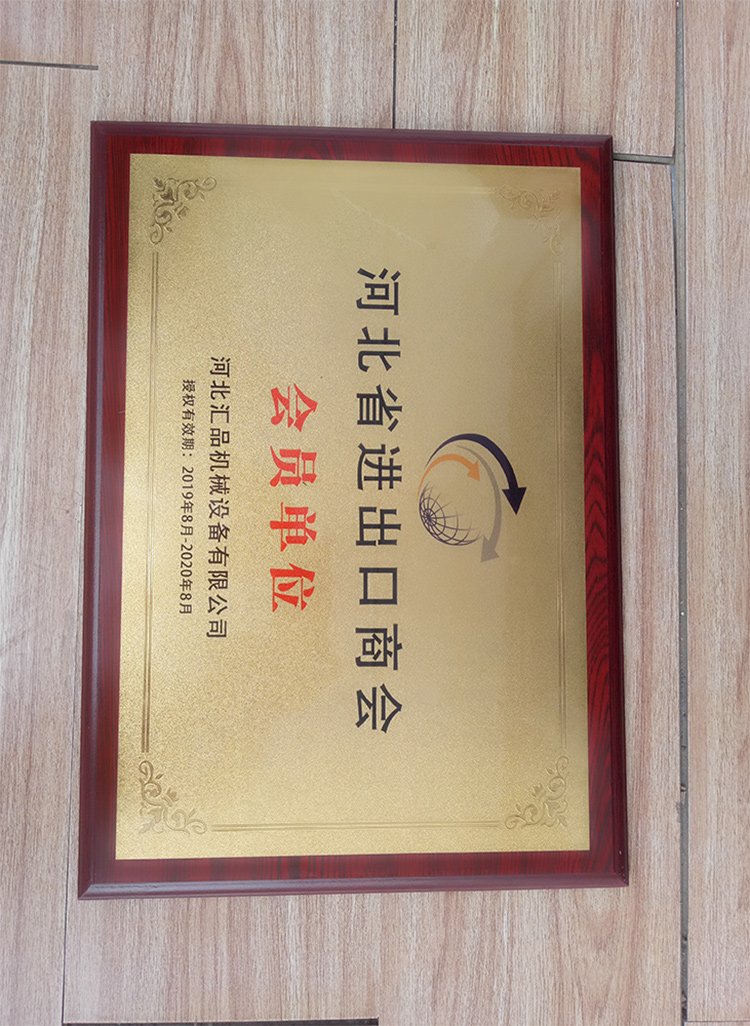 河北省进出口商会
会员单位
河北汇品机械设备有限公司
授权有效期：2019年8月-2020年8月